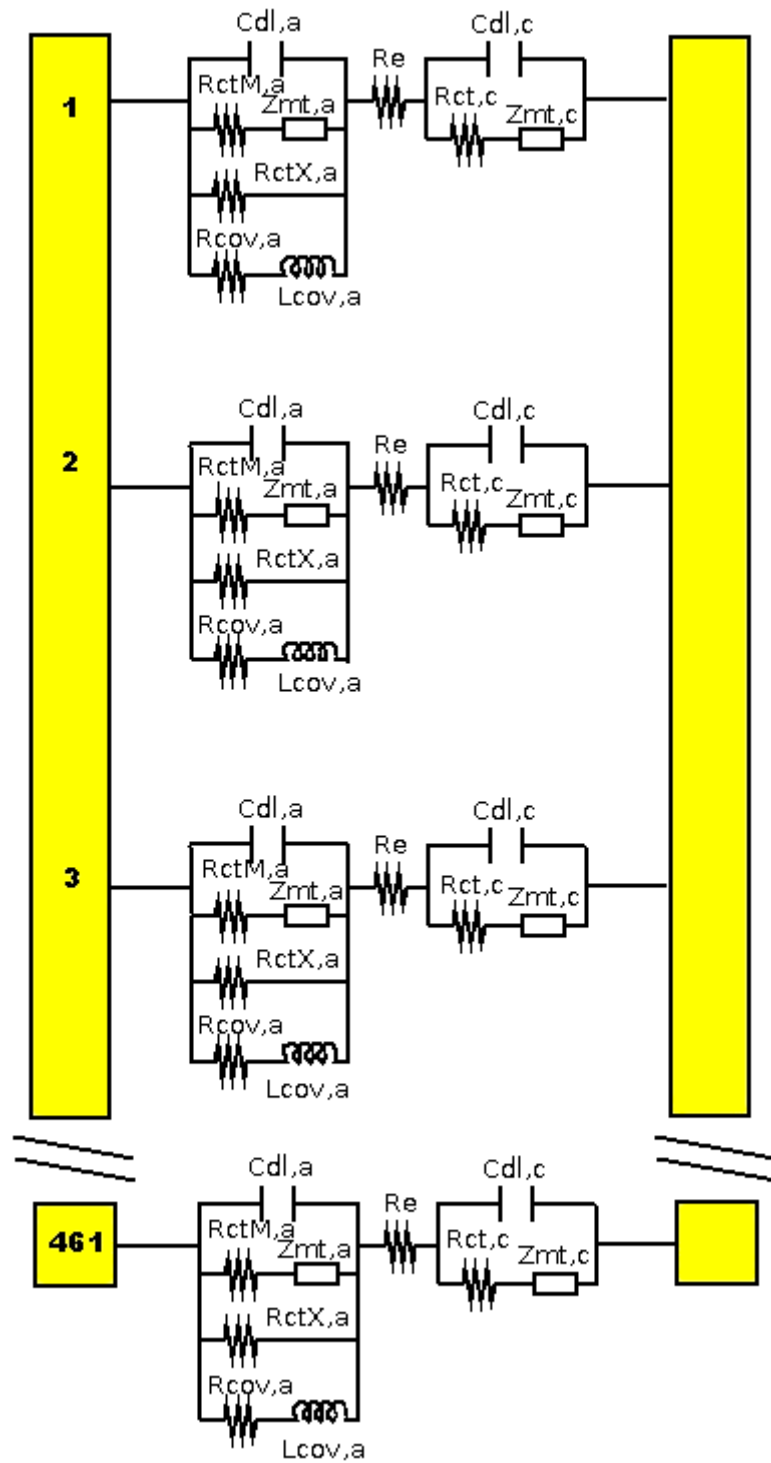 Cdl,a Cdl,c
Re
1 RctM,a Rct,c
Zmt,a Zmt,c
RctX,a
Rcov,a
Lcov,a
Cdl,a Cdl,c
Re
2 RctM,a Rct,c
Zmt,a Zmt,c
RctX,a
Rcov,a
Lcov,a
Cdl,a Cdl,c
Re
3 RctM,a Rct,c
Zmt,a Zmt,c
RctX,a
Rcov,a
Lcov,a
Cdl,a Cdl,c
Re
461 RctM,a Rct,c
Zmt,a Zmt,c
RctX,a
Rcov,a
Lcov,a